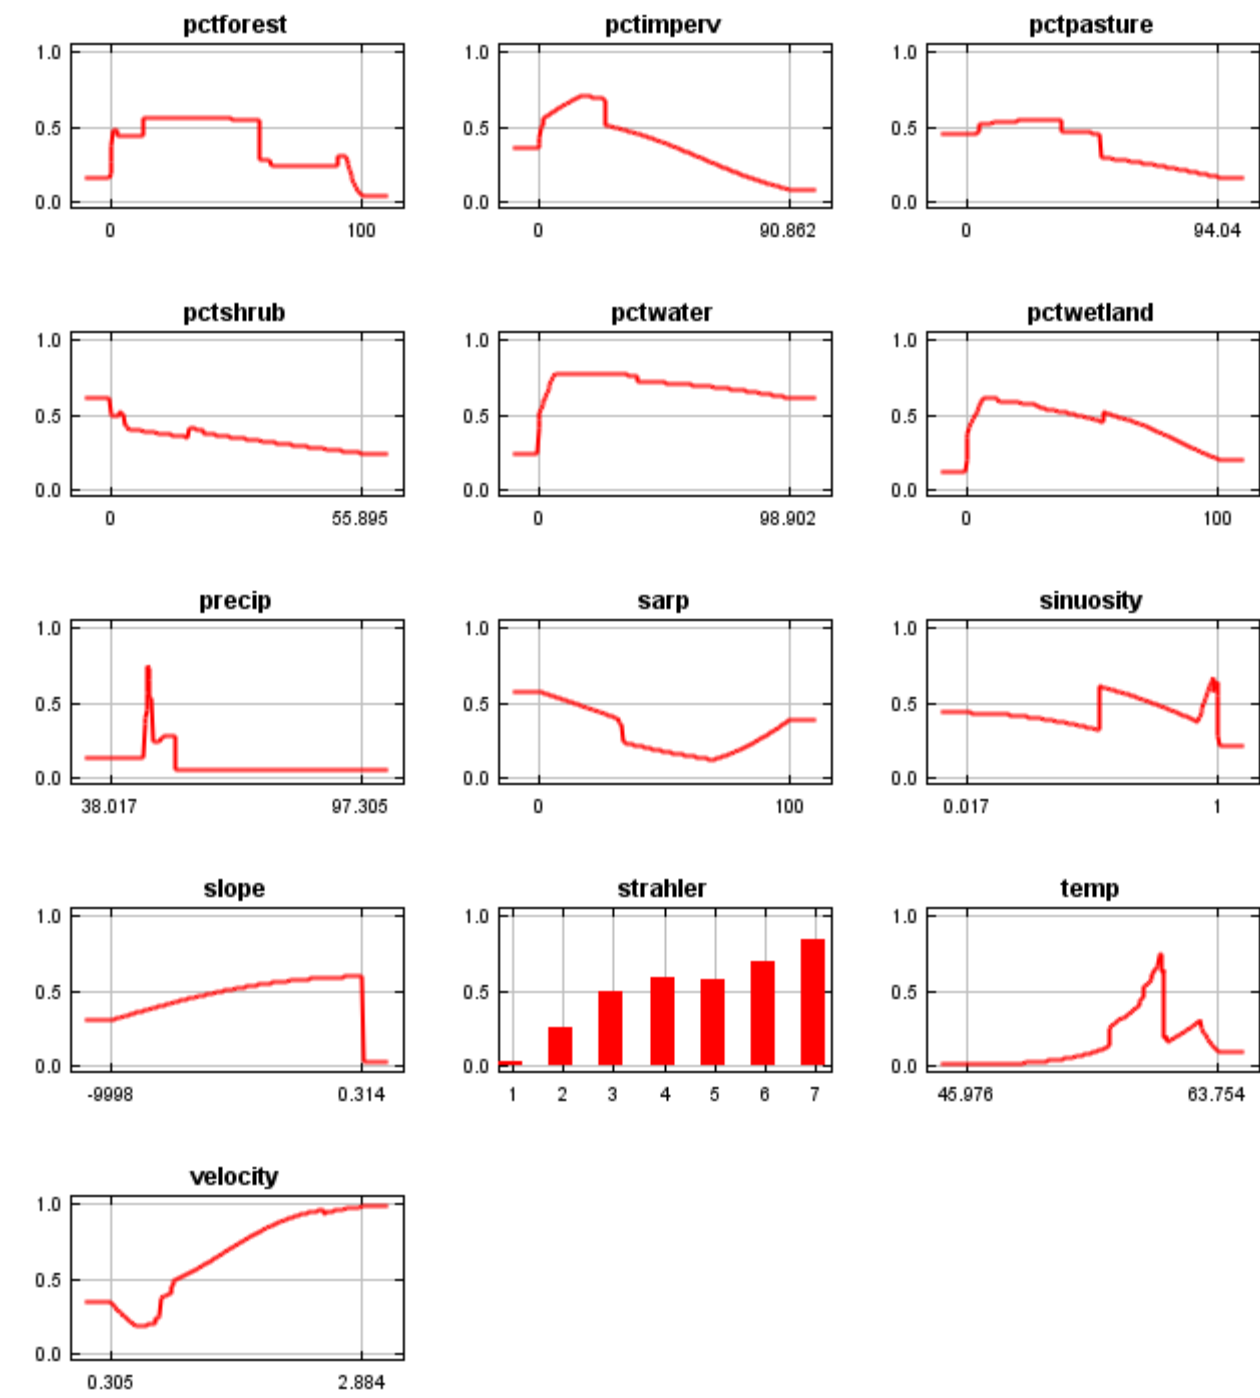 pctforest pctimperv pctpasture
1.0 1.0 1.0
0.5 0.5 0.5
0.0 0.0 0.0
0 100 0 90.862 0 94.04
pctshrub pctwater pctwetland
1.0 1.0 1.0
0.5 0.5 0.5
0.0 0.0 0.0
0 55.895 0 98.902 0 100
precip sarp sinuosity
1.0 1.0 1.0
0.5 0.5 0.5
0.0 0.0 0.0
38.017 97.305 0 100 0.017 1
slope strahler temp
1.0 1.0 1.0
0.5 0.5 0.5
0.0 0.0 0.0
-9998 0.314 1 2 3 4 5 6 7 45.976 63.754
velocity
1.0
0.5
0.0
0.305 2.884